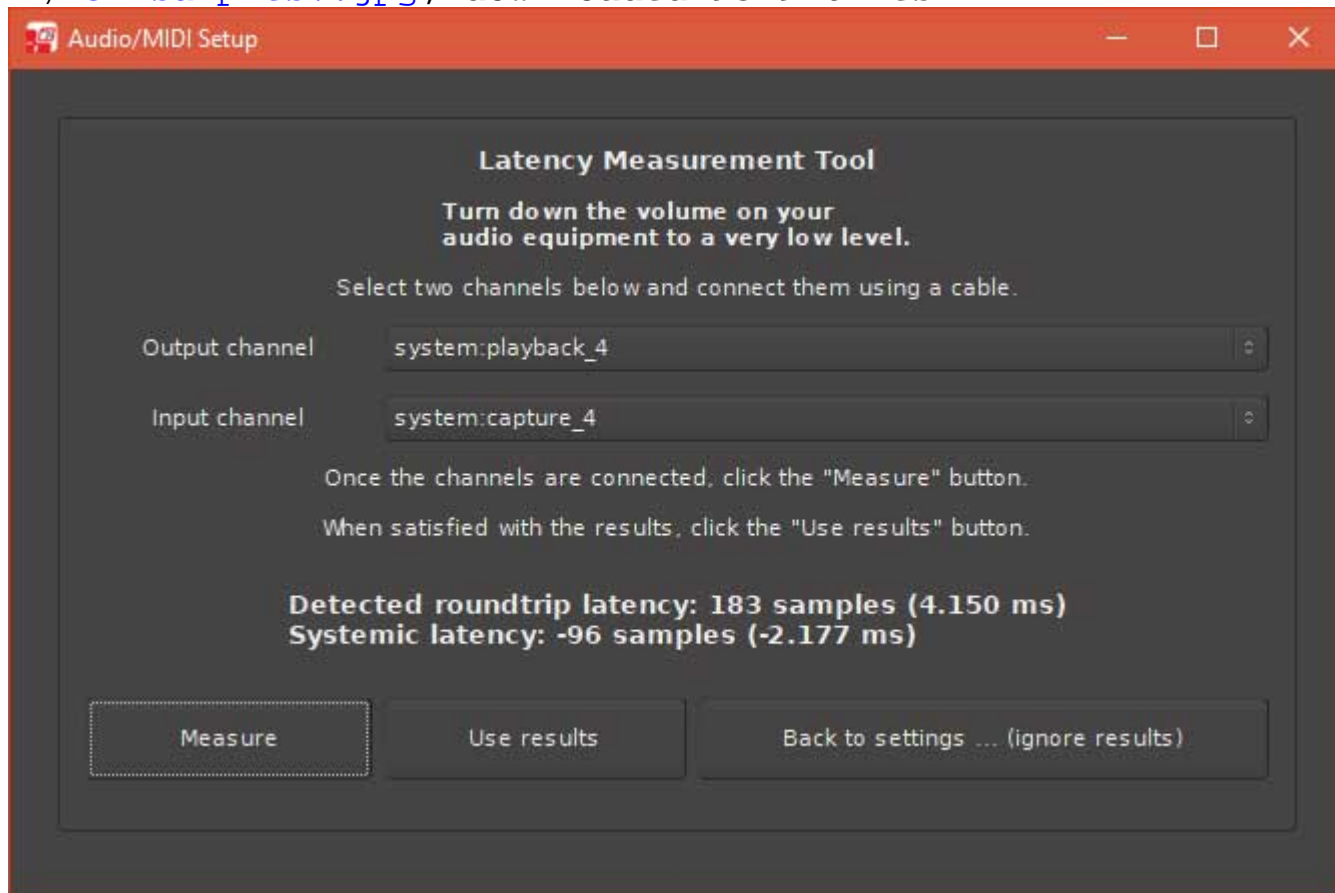 Audio/MIDI Setup
Latency Measurement Tool
Turn down the volume on your
audio equipment to a very low level.
Select two channels below and connect them using a cable.
Output channel system:playback_4
Input channel system:capture_4
Once the channels are connected, click the "Measure" button.
When satisfied with the results, click the "Use results" button.
Detected roundtrip latency: 183 samples (4.150 ms)
Systemic latency: -96 samples (-2.177 ms)
Measure Use results Back to settings ... (ignore results)